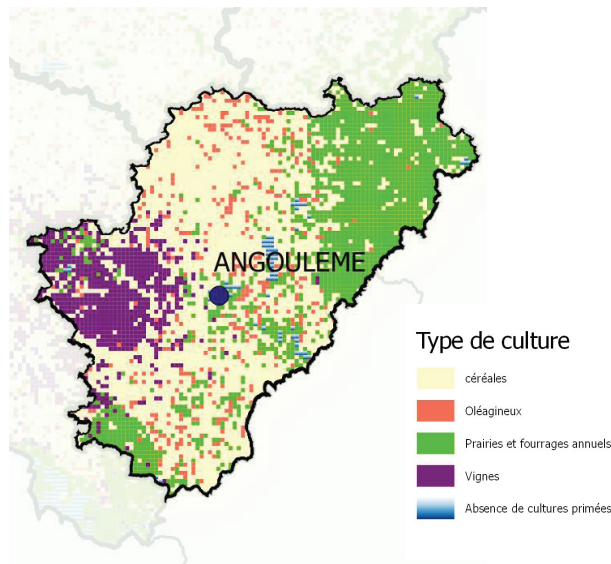 ANGOULEME
Type de culture
céréales
Oléagineux
Prairies et fourrages annuels
Vignes
Absence de cultures primées